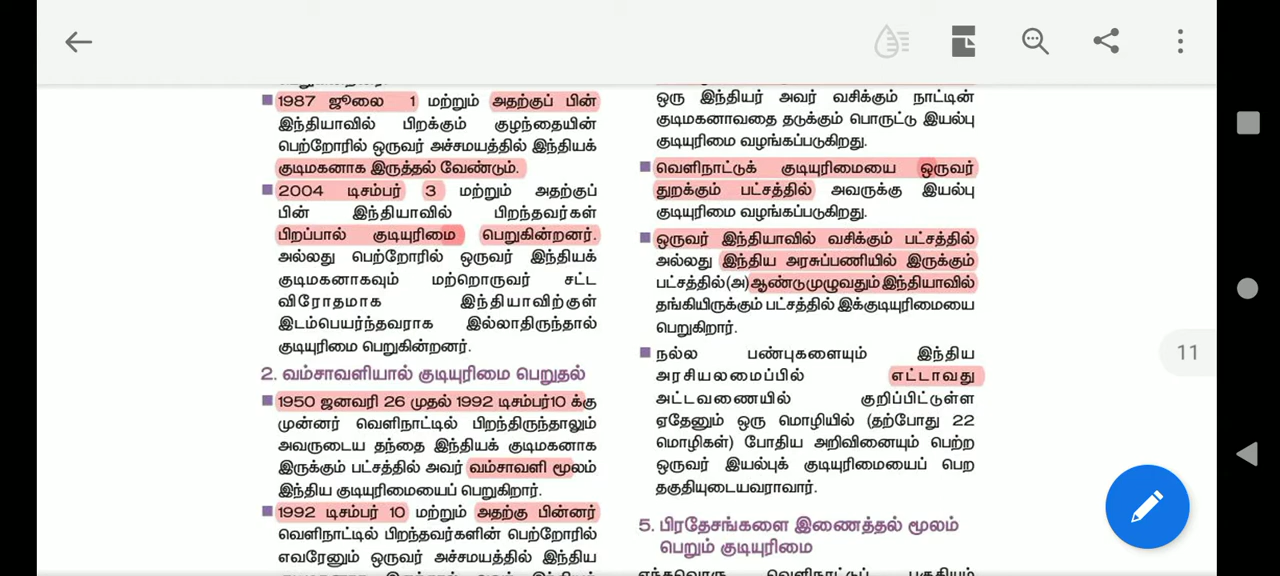 1987 ஜூலை 1 மற்றும் அதற்குப் பின்
இந்தியாவில் பிறக்கும் குழந்தையின்
பெற்றோரில் ஒருவர் அச்சமயத்தில் இந்தியக்
குடிமகனாக இருத்தல் வேண்டும்.
2004 டிசம்பர் 3 மற்றும் அதற்குப்
பின் இந்தியாவில் பிறந்தவர்கள்
பிறப்பால் குடியுரிமை பெறுகின்றனர்.
அல்லது பெற்றோரில் ஒருவர் இந்தியக்
குடிமகனாகவும் மற்றொருவர் சட்ட
விரோதமாக இந்தியாவிற்குள்
இடம்பெயர்ந்தவராக இல்லாதிருந்தால்
குடியுரிமை பெறுகின்றனர்.
2. வம்சாவளியால் குடியுரிமை பெறுதல்
1950 ஜனவரி 26 முதல் 1992 டிசம்பர்10 க்கு
முன்னர் வெளிநாட்டில் பிறந்திருந்தாலும்
அவருடைய தந்தை இந்தியக் குடிமகனாக
இருக்கும் பட்சத்தில் அவர் வம்சாவளி மூலம்
இந்திய குடியுரிமையைப் பெறுகிறார்.
1992 டிசம்பர் 10 மற்றும் அதற்கு பின்னர்
வெளிநாட்டில் பிறந்தவர்களின் பெற்றோரில்
எவரேனும் ஒருவர் அச்சமயத்தில் இந்திய
ஒரு இந்தியர் அவர் வசிக்கும் நாட்டின்
குடிமகனாவதை தடுக்கும் பொருட்டு இயல்பு
குடியுரிமை வழங்கப்படுகிறது.
வெளிநாட்டுக் குடியுரிமையை ஒருவர்
துறக்கும் பட்சத்தில் அவருக்கு இயல்பு
குடியுரிமை வழங்கப்படுகிறது.
ஒருவர் இந்தியாவில் வசிக்கும் பட்சத்தில்
அல்லது இந்திய அரசுப்பணியில் இருக்கும்
பட்சத்தில்(அ)ஆண்டுமுழுவதும் இந்தியாவில்
தங்கியிருக்கும் பட்சத்தில் இக்குடியுரிமையை
பெறுகிறார்.
நல்ல பண்புகளையும் இந்திய
அரசியலமைப்பில் எட்டாவது
அட்டவணையில் குறிப்பிட்டுள்ள
ஏதேனும் ஒரு மொழியில் (தற்போது 22
மொழிகள்) போதிய அறிவினையும் பெற்ற
ஒருவர் இயல்புக் குடியுரிமையைப் பெற
தகுதியுடையவராவார்.
5. பிரதேசங்களை இணைத்தல் மூலம்
பெறும் குடியுரிமை
எந்தவொரு வெளிநாட்டுப் பகுதியும்
11